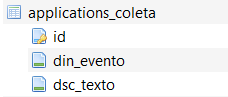 applications_coleta
id
din_evento
dsc_texto